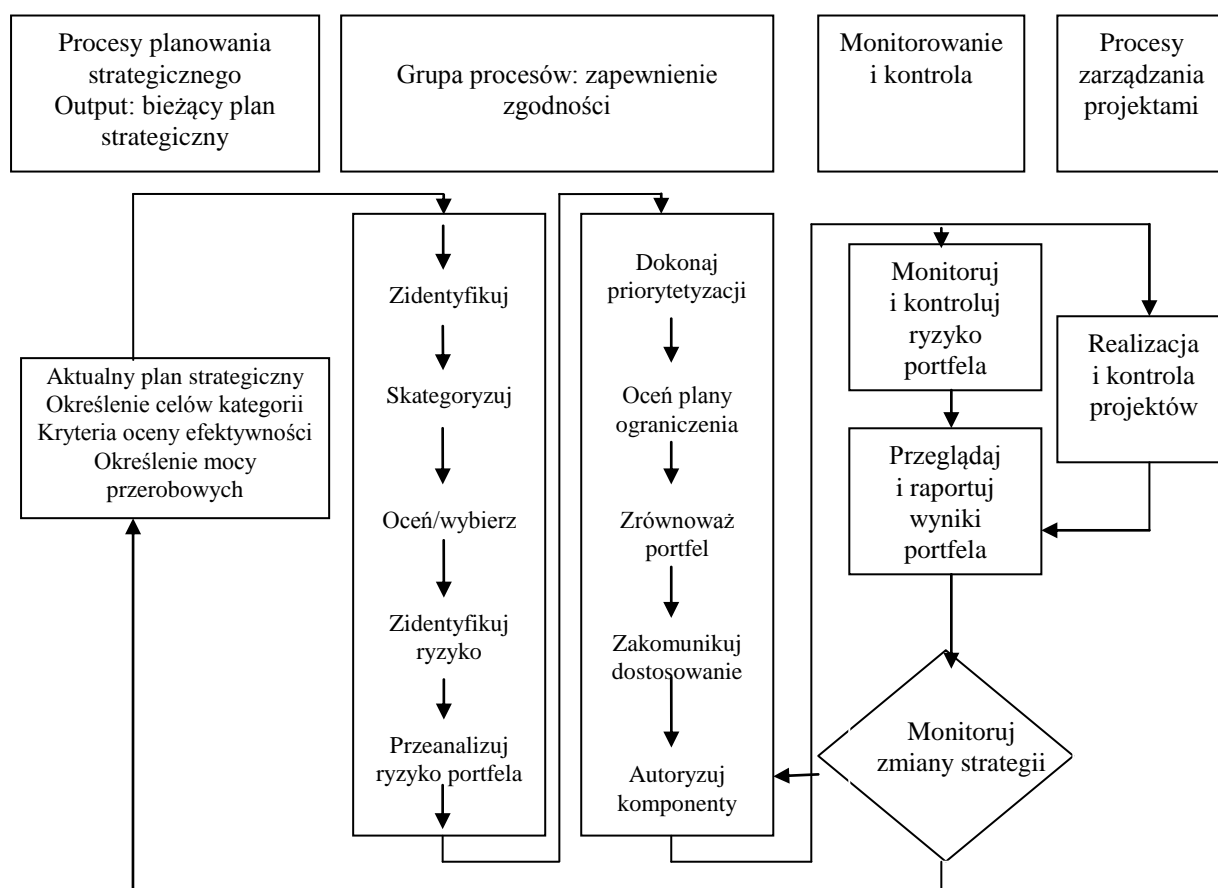 Procesy planowania
strategicznego
Output: bieżący plan
strategiczny
Grupa procesów: zapewnienie
zgodności
Monitorowanie
i kontrola
Procesy
zarządzania
projektami
Aktualny plan strategiczny
Określenie celów kategorii
Kryteria oceny efektywności
Określenie mocy
przerobowych
Zidentyfikuj
Skategoryzuj
Oceń/wybierz
Zidentyfikuj
ryzyko
Przeanalizuj
ryzyko portfela
Dokonaj
priorytetyzacji
Oceń plany
ograniczenia
Zrównoważ
portfel
Zakomunikuj
dostosowanie
Autoryzuj
komponenty
Monitoruj
i kontroluj
ryzyko
portfela
Przeglądaj
i raportuj
wyniki
portfela
Realizacja
i kontrola
projektów
Monitoruj
zmiany strategii